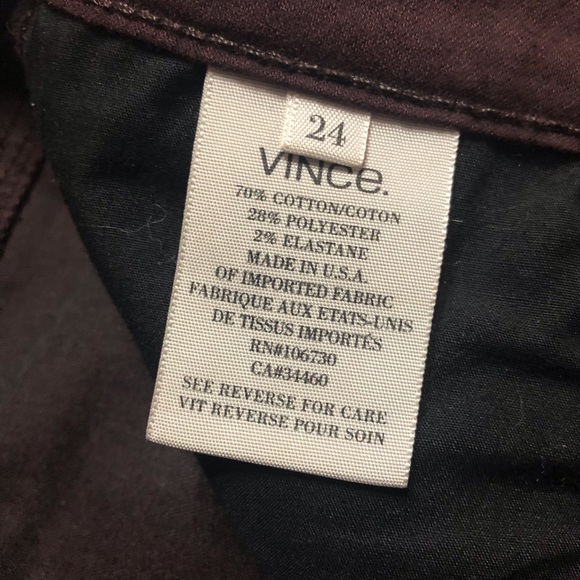 24
VINCe.
70% COTTON/COTON
28% POLYESTER
2% ELASTANE
MADE IN U.S.A.
OF IMPORTED FABRIC
FABRIQUE AUX ETATS-UNIS
DE TISSUS IMPORTÉS
RN#106730
CA#34460
SEE REVERSE FOR CARE
VIT REVERSE POUR SOIN